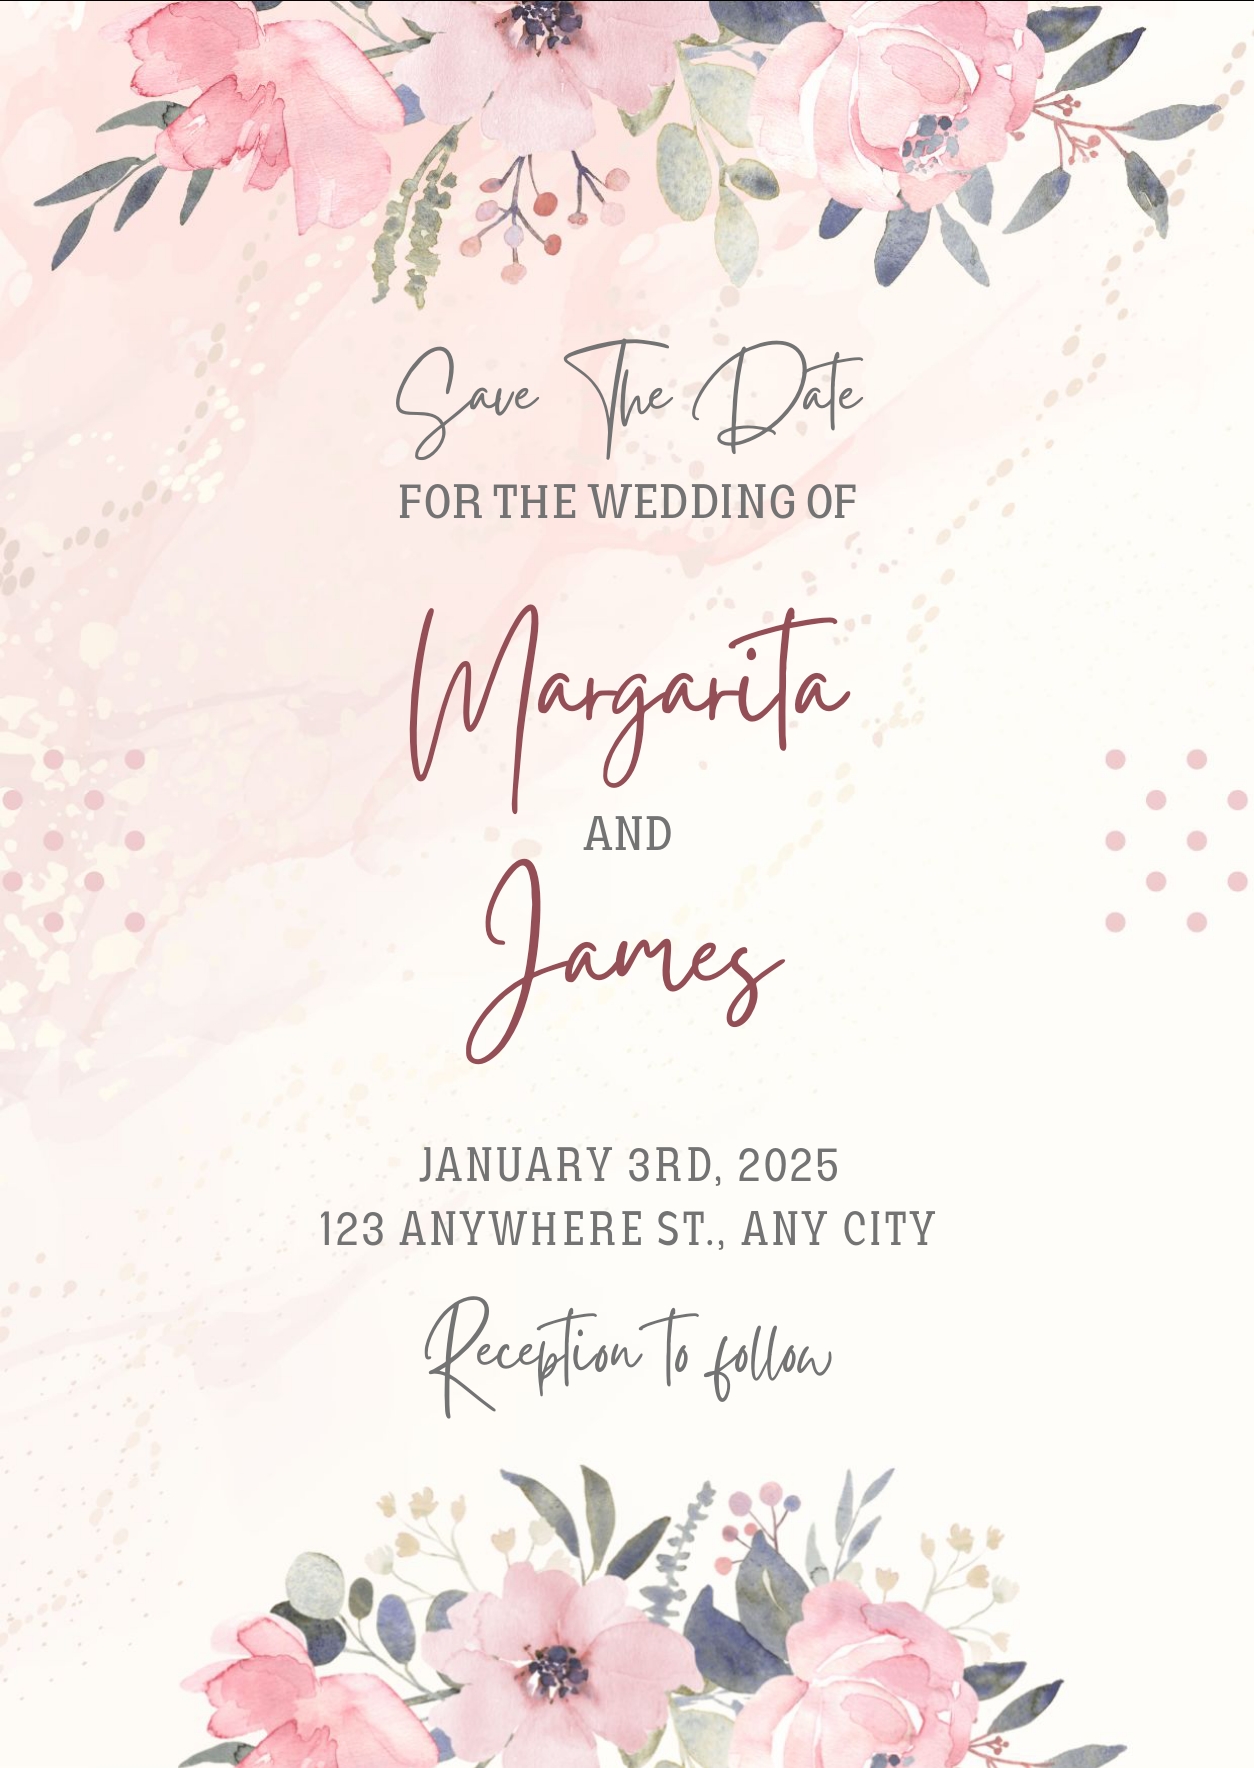 Save The Date
FOR THE WEDDING OF
Margarita
AND
James
JANUARY 3RD, 2025
123 ANYWHERE ST., ANY CITY
Reception to follow